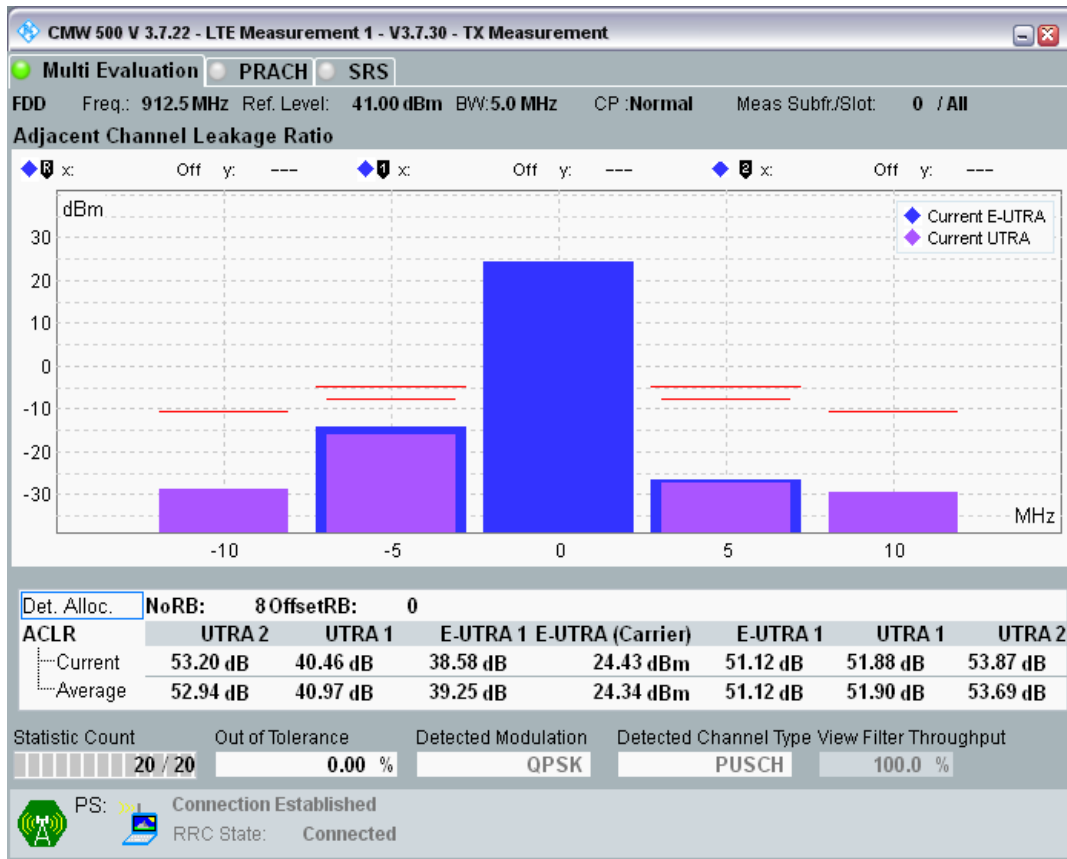 CMW 500 V 3.7.22 - LTE Measurement 1 - V3.7.30 - TX Measurement
Multi Evaluation PRACH SRS
FDD Freq.: 912.5 MHz Ref. Level: 41.00 dBm BW: 5.0 MHz CP :Normal Meas Subfr./Slot: 0 / All
Adjacent Channel Leakage Ratio
R x: Off y: --- 1 x: Off y: --- 2 x: Off y: ---
dBm
Current E-UTRA
Current UTRA
30
20
10
0
-10
-20
-30
MHz
-10 -5 0 5 10
Det. Alloc. NoRB: 8 OffsetRB: 0
ACLR UTRA 2 UTRA 1 E-UTRA 1 E-UTRA (Carrier) E-UTRA 1 UTRA 1 UTRA 2
Current 53.20 dB 40.46 dB 38.58 dB 24.43 dBm 51.12 dB 51.88 dB 53.87 dB
Average 52.94 dB 40.97 dB 39.25 dB 24.34 dBm 51.12 dB 51.90 dB 53.69 dB
Statistic Count Out of Tolerance Detected Modulation Detected Channel Type View Filter Throughput
20 / 20 0.00 % QPSK PUSCH 100.0 %
PS: Connection Established
RRC State: Connected